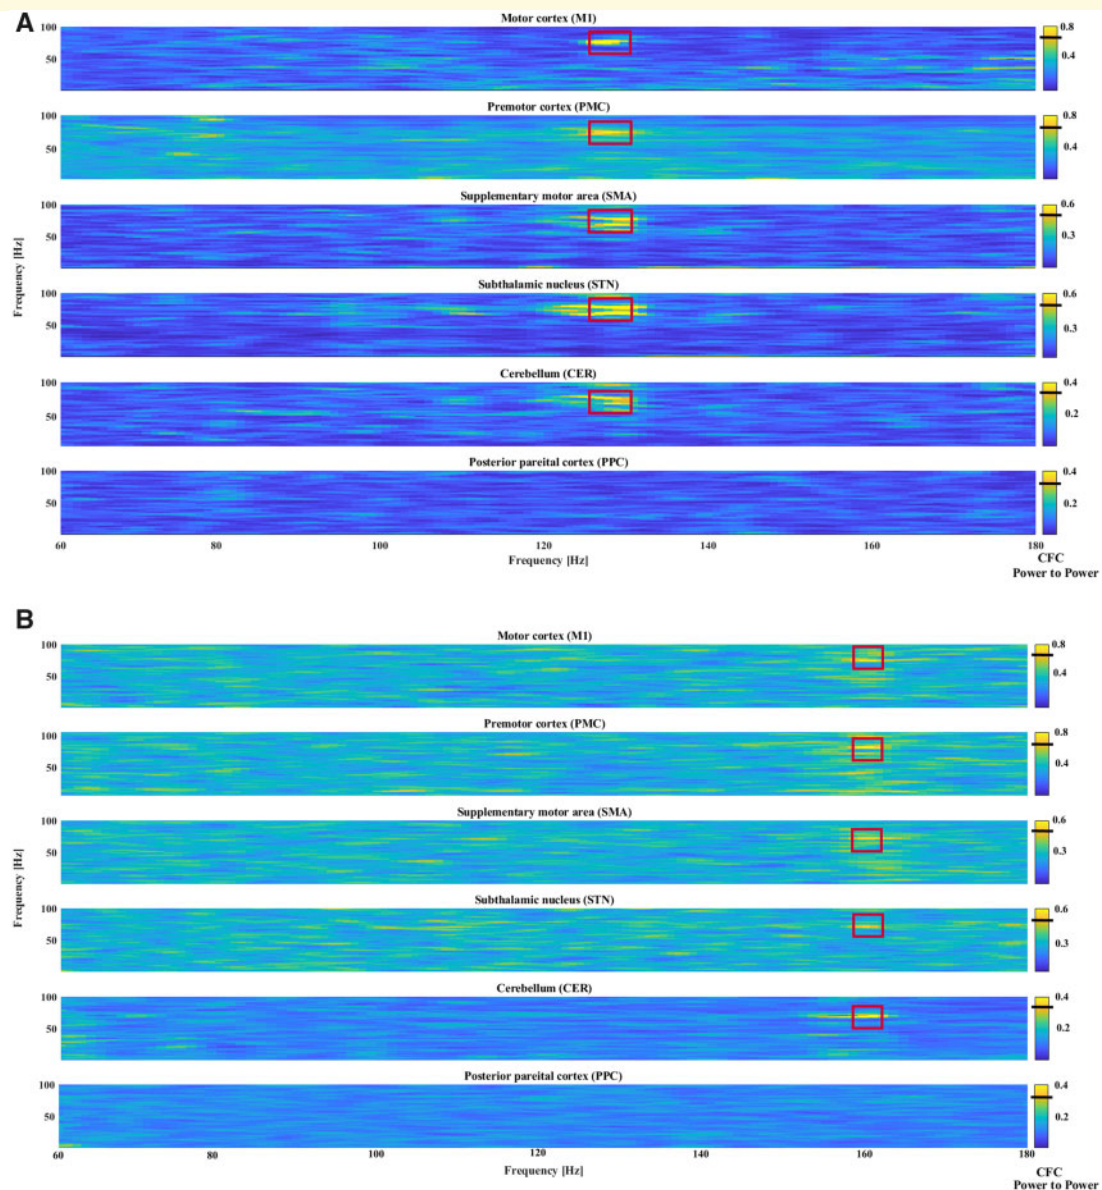 A
Motor cortex (M1)
100
50
0.8
0.4
Premotor cortex (PMC)
100
50
0.8
0.4
Supplementary motor area (SMA)
100
50
0.6
0.3
Subthalamic nucleus (STN)
100
50
0.6
0.3
Cerebellum (CER)
100
50
0.4
0.2
Posterior pareital cortex (PPC)
100
50
0.4
0.2
Frequency [Hz]
60 80 100 120 140 160 180
Frequency [Hz]
CFC
Power to Power
B
Motor cortex (M1)
100
50
0.8
0.4
Premotor cortex (PMC)
100
50
0.8
0.4
Supplementary motor area (SMA)
100
50
0.6
0.3
Subthalamic nucleus (STN)
100
50
0.6
0.3
Cerebellum (CER)
100
50
0.4
0.2
Posterior pareital cortex (PPC)
100
50
0.4
0.2
Frequency [Hz]
60 80 100 120 140 160 180
Frequency [Hz]
CFC
Power to Power